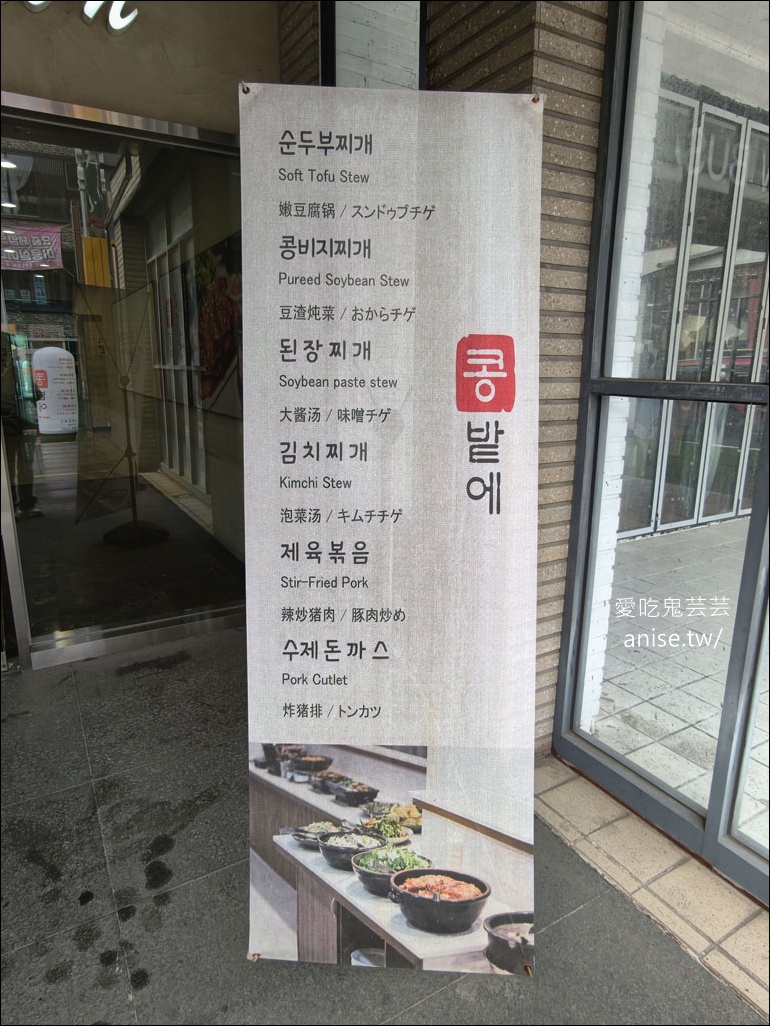 순두부찌개
Soft Tofu Stew
嫩豆腐锅 / スンドゥブチゲ
콩비지찌개
Pureed Soybean Stew
豆渣炖菜 / おからチゲ
된장찌개
Soybean paste stew
大酱汤 / 味噌チゲ
김치찌개
Kimchi Stew
泡菜汤 / キムチチゲ
제육볶음
Stir-Fried Pork
辣炒猪肉 / 豚肉炒め
수제돈까스
Pork Cutlet
炸猪排 / トンカツ
콩밭에
愛吃鬼芸芸
anise.tw/